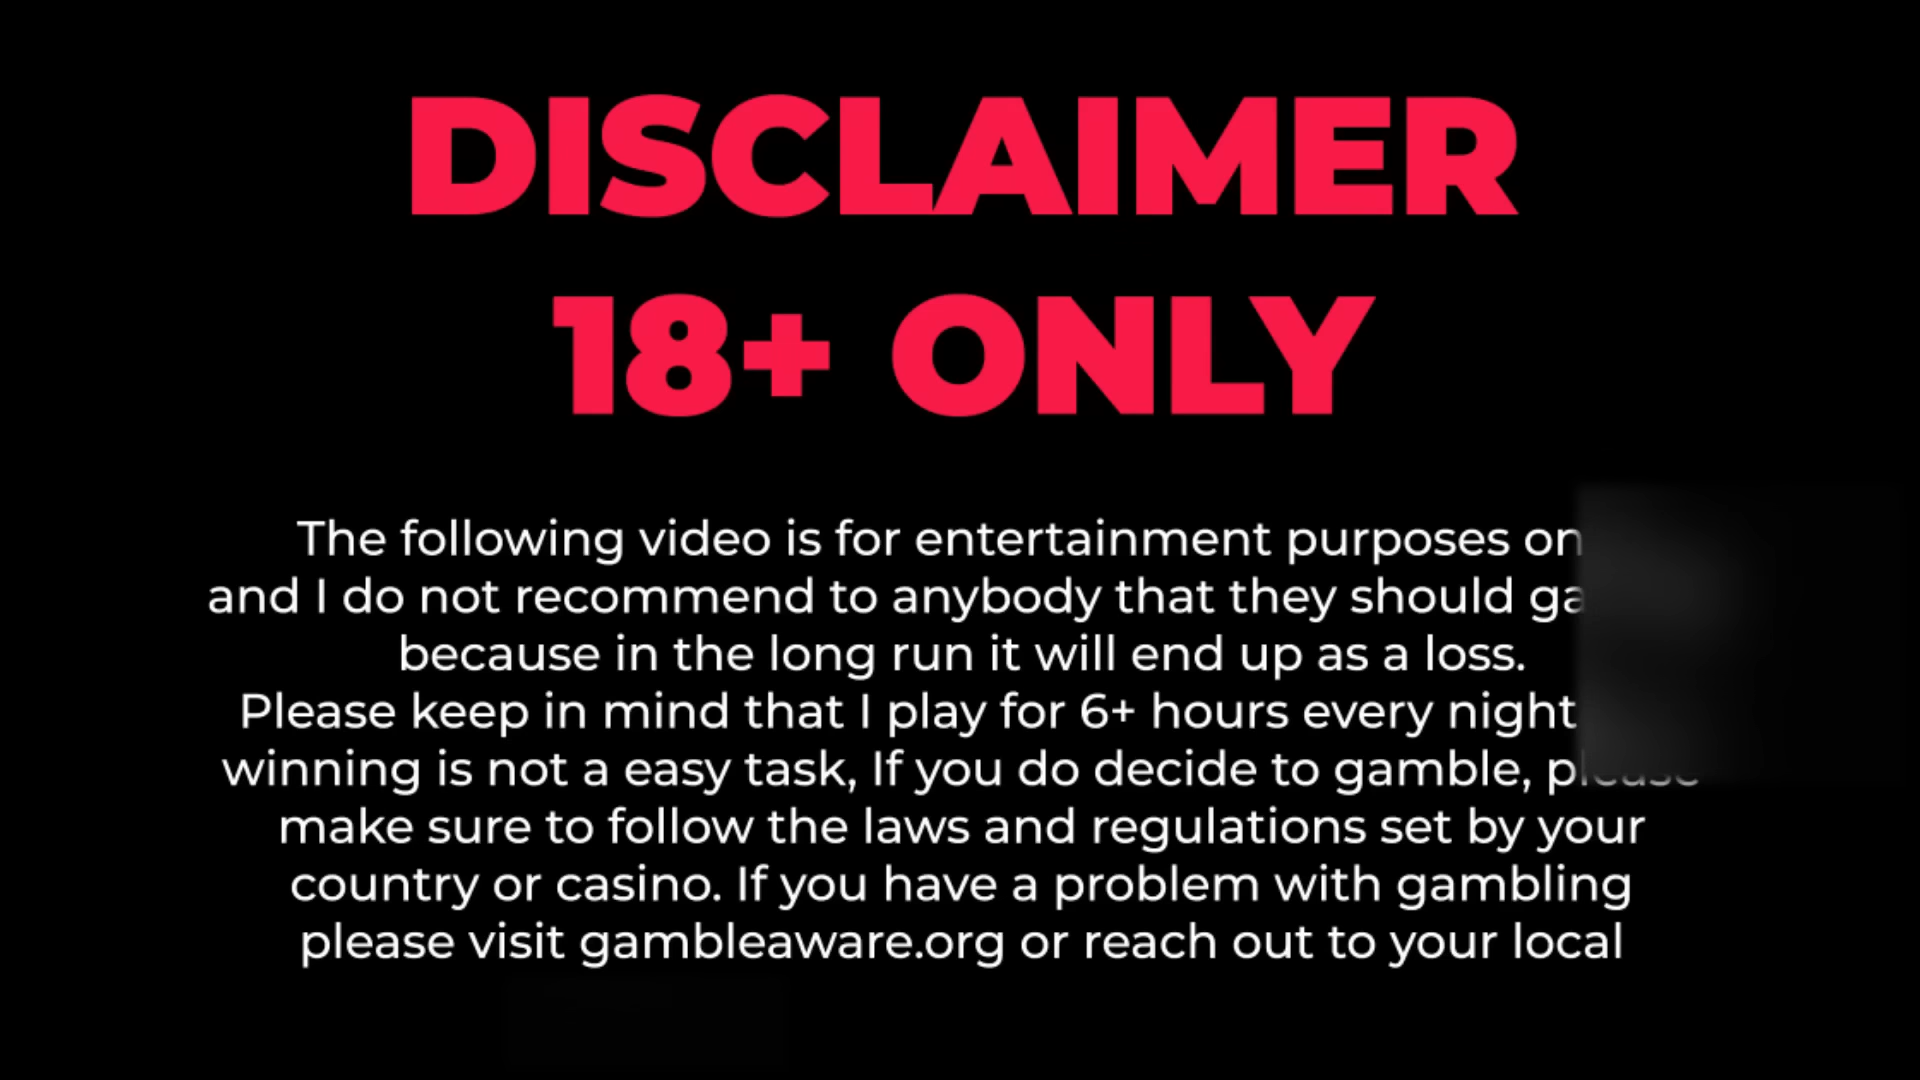 DISCLAIMER
18+ ONLY
The following video is for entertainment purposes
and I do not recommend to anybody that they should
because in the long run it will end up as a loss.
Please keep in mind that I play for 6+ hours every night
winning is not a easy task, If you do decide to gamble, please
make sure to follow the laws and regulations set by your
country or casino. If you have a problem with gambling
please visit gambleaware.org or reach out to your local